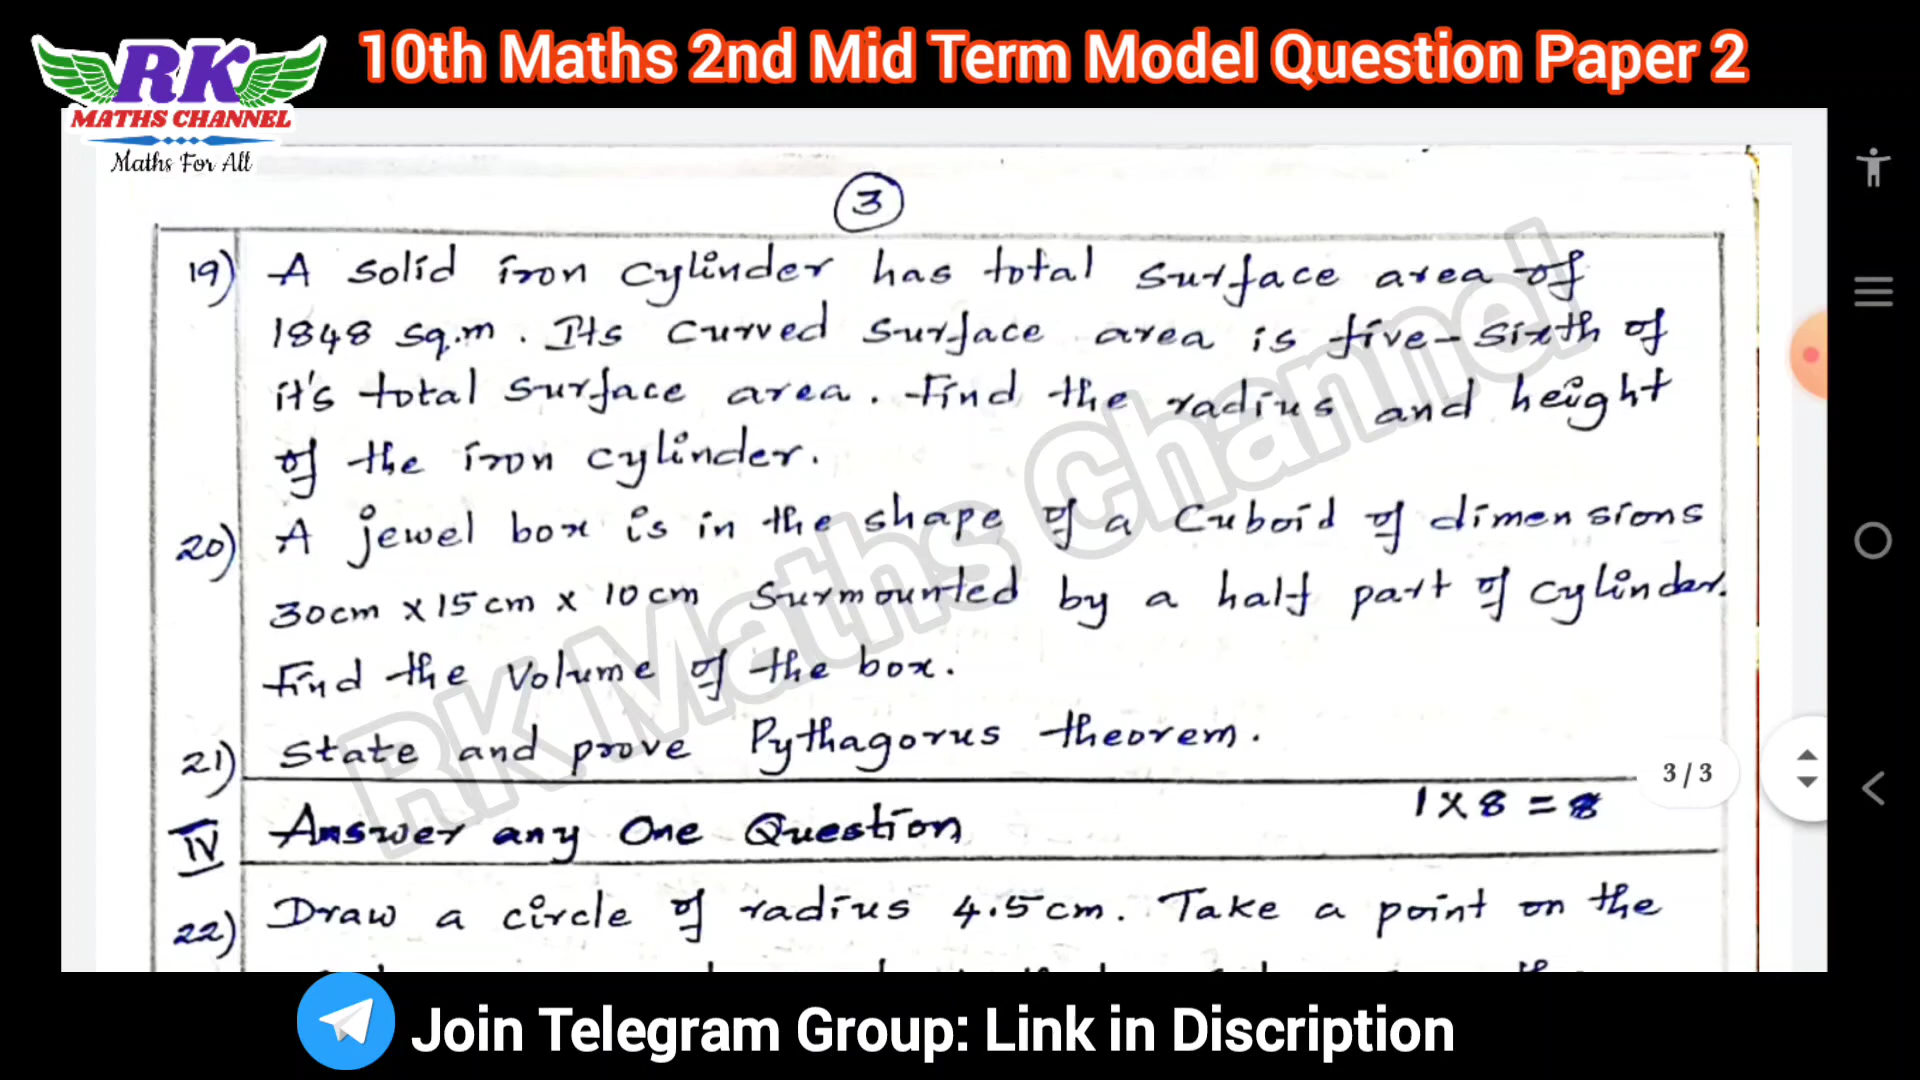 RK
MATHS CHANNEL
Maths For All
10th Maths 2nd Mid Term Model Question Paper 2
3
19) A solid iron cylinder has total surface area of
1848 sq.m. Its curved surface area is five-sixth of
it's total surface area. Find the radius and height
of the iron cylinder.
20) A jewel box is in the shape of a cuboid of dimensions
30cm x 15cm x 10cm surmounted by a half part of cylinder.
Find the volume of the box.
21) State and prove Pythagorus theorem.
3/3
IV Answer any One Question 1 X 8 = 8
22) Draw a circle of radius 4.5cm. Take a point on the
RK Maths Channel
Join Telegram Group: Link in Discription